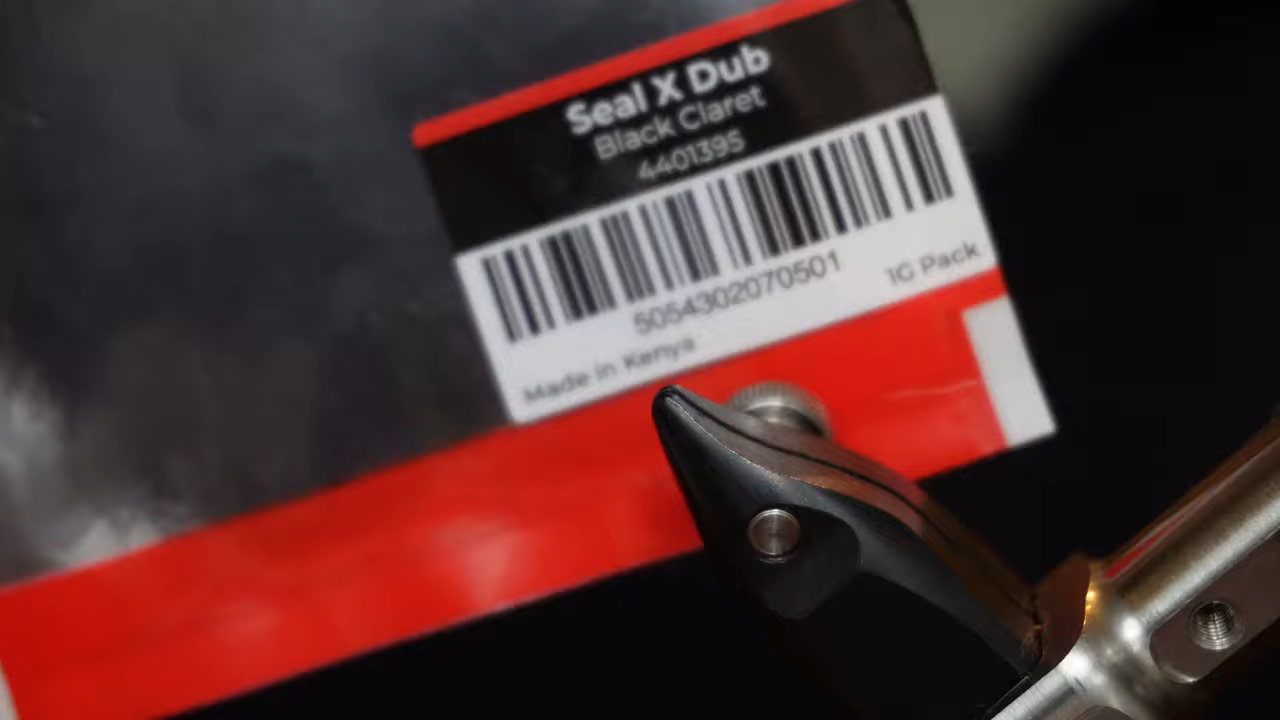 Seal X Dub
Black Claret
4401395
5054302070501
1G Pack
Made in Kenya